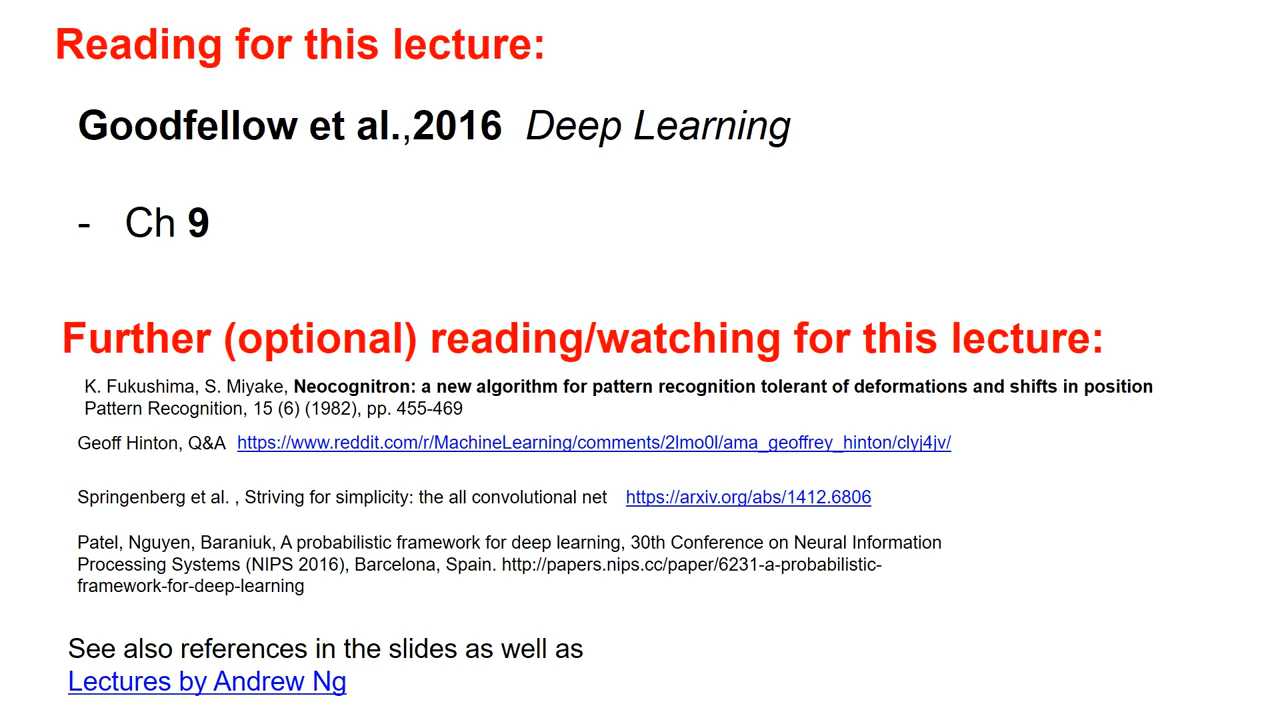 Reading for this lecture:
Goodfellow et al.,2016 Deep Learning
- Ch 9
Further (optional) reading/watching for this lecture:
K. Fukushima, S. Miyake, Neocognitron: a new algorithm for pattern recognition tolerant of deformations and shifts in position
Pattern Recognition, 15 (6) (1982), pp. 455-469
Geoff Hinton, Q&A https://www.reddit.com/r/MachineLearning/comments/2lmo0l/ama_geoffrey_hinton/clyj4jv/
Springenberg et al. , Striving for simplicity: the all convolutional net https://arxiv.org/abs/1412.6806
Patel, Nguyen, Baraniuk, A probabilistic framework for deep learning, 30th Conference on Neural Information
Processing Systems (NIPS 2016), Barcelona, Spain. http://papers.nips.cc/paper/6231-a-probabilistic-
framework-for-deep-learning
See also references in the slides as well as
Lectures by Andrew Ng